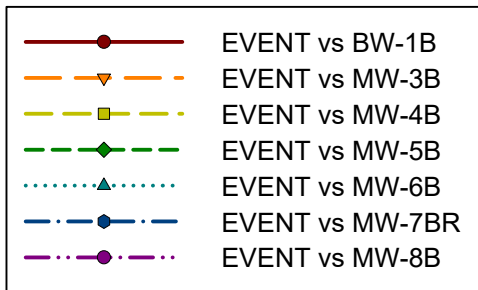 EVENT vs BW-1B
EVENT vs MW-3B
EVENT vs MW-4B
EVENT vs MW-5B
EVENT vs MW-6B
EVENT vs MW-7BR
EVENT vs MW-8B